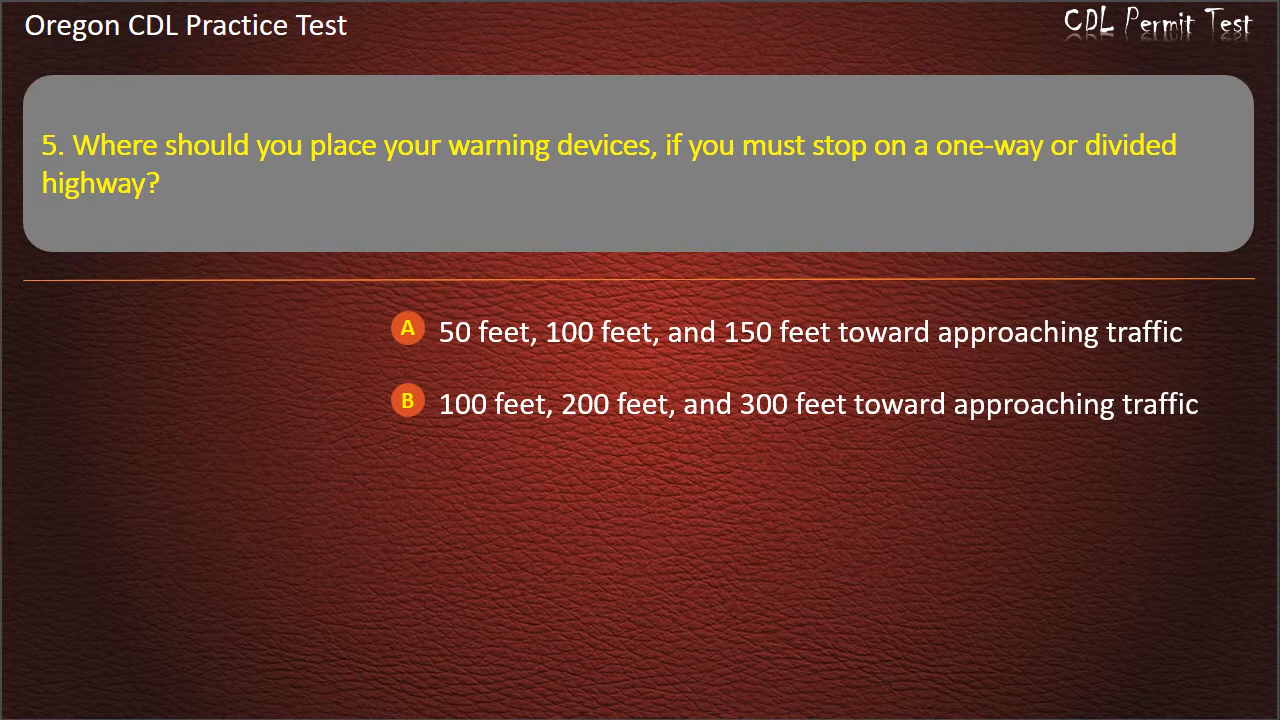 Oregon CDL Practice Test
CDL Permit Test
5. Where should you place your warning devices, if you must stop on a one-way or divided
highway?
A 50 feet, 100 feet, and 150 feet toward approaching traffic
B 100 feet, 200 feet, and 300 feet toward approaching traffic